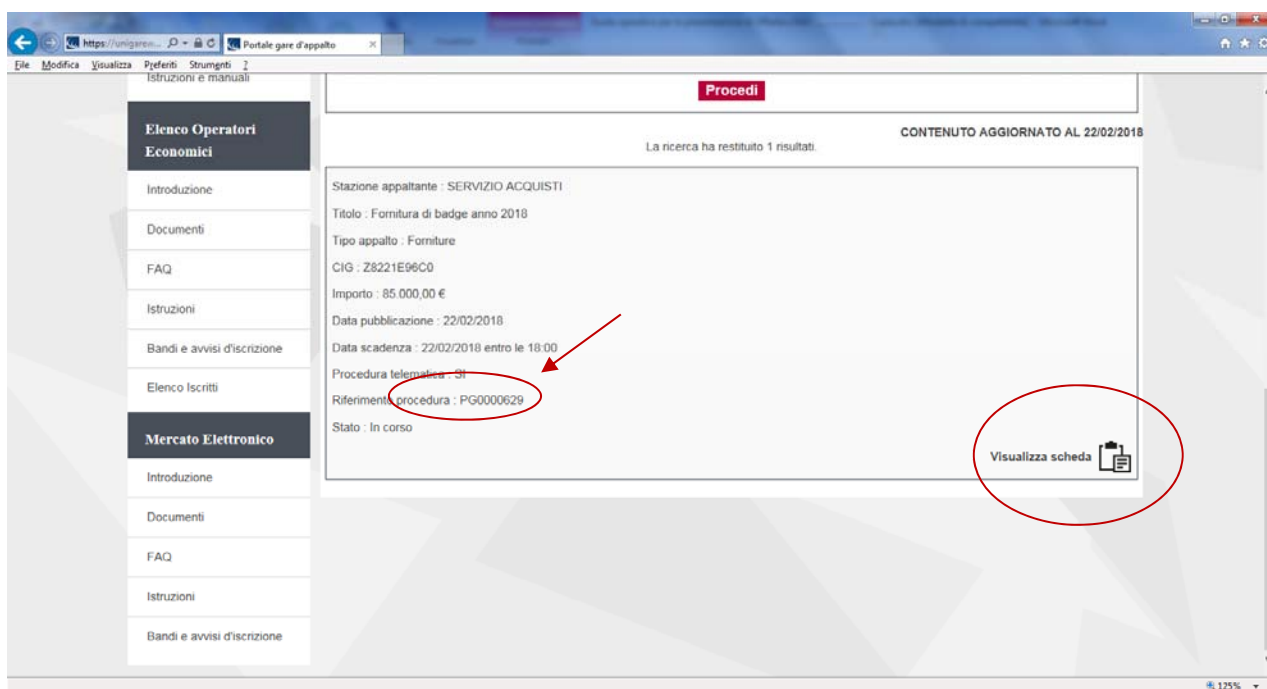 https://unigareu...
Portale gare d'appalto
File Modifica Visualizza Preferiti Strumenti ?
Istruzioni e manuali
Elenco Operatori
Economici
Introduzione
Documenti
FAQ
Istruzioni
Bandi e avvisi d'iscrizione
Elenco Iscritti
Mercato Elettronico
Introduzione
Documenti
FAQ
Istruzioni
Bandi e avvisi d'iscrizione
Procedi
CONTENUTO AGGIORNATO AL 22/02/2018
La ricerca ha restituito 1 risultati.
Stazione appaltante : SERVIZIO ACQUISTI
Titolo : Fornitura di badge anno 2018
Tipo appalto : Forniture
CIG : Z8221E96C0
Importo : 85.000,00 €
Data pubblicazione : 22/02/2018
Data scadenza : 22/02/2018 entro le 18:00
Procedura telematica : SI
Riferimento procedura : PG0000629
Stato : In corso
Visualizza scheda
125%